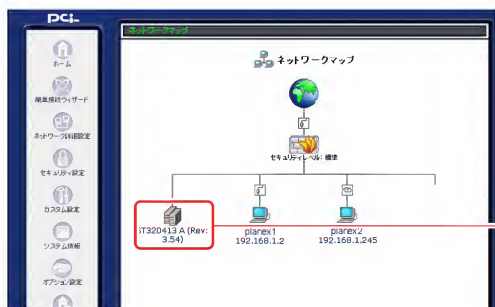 PCi
ネットワークマップ
ホーム
簡単接続ウィザード
ネットワーク詳細設定
セキュリティ設定
カスタム設定
システム情報
オプション設定
ネットワークマップ
セキュリティレベル: 標準
ST320413 A (Rev:
3.54)
planex1
192.168.1.2
planex2
192.168.1.245